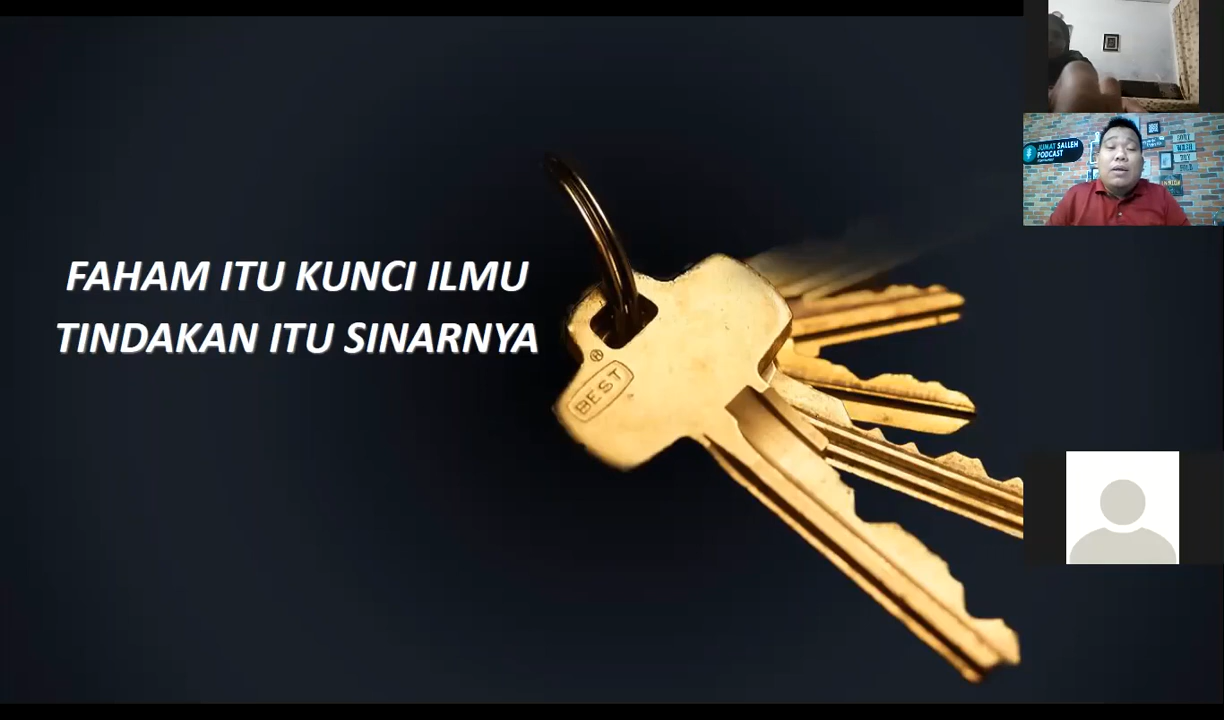 FAHAM ITU KUNCI ILMU
TINDAKAN ITU SINARNYA
BEST
®
JUMAT SALLEH
PODCAST